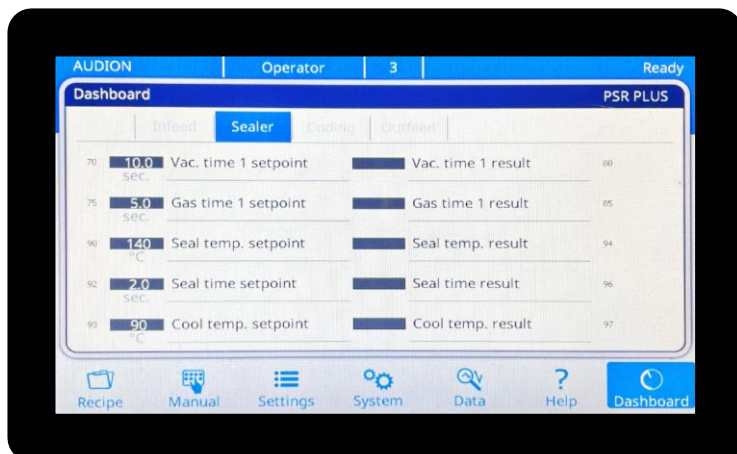 AUDION Operator 3 Ready
Dashboard PSR PLUS
Infeed Sealer Coding Outfeed
70 10.0 sec. Vac. time 1 setpoint Vac. time 1 result 80
75 5.0 sec. Gas time 1 setpoint Gas time 1 result 85
90 140 °C Seal temp. setpoint Seal temp. result 94
92 2.0 sec. Seal time setpoint Seal time result 96
93 90 °C Cool temp. setpoint Cool temp. result 97
Recipe Manual Settings System Data Help Dashboard